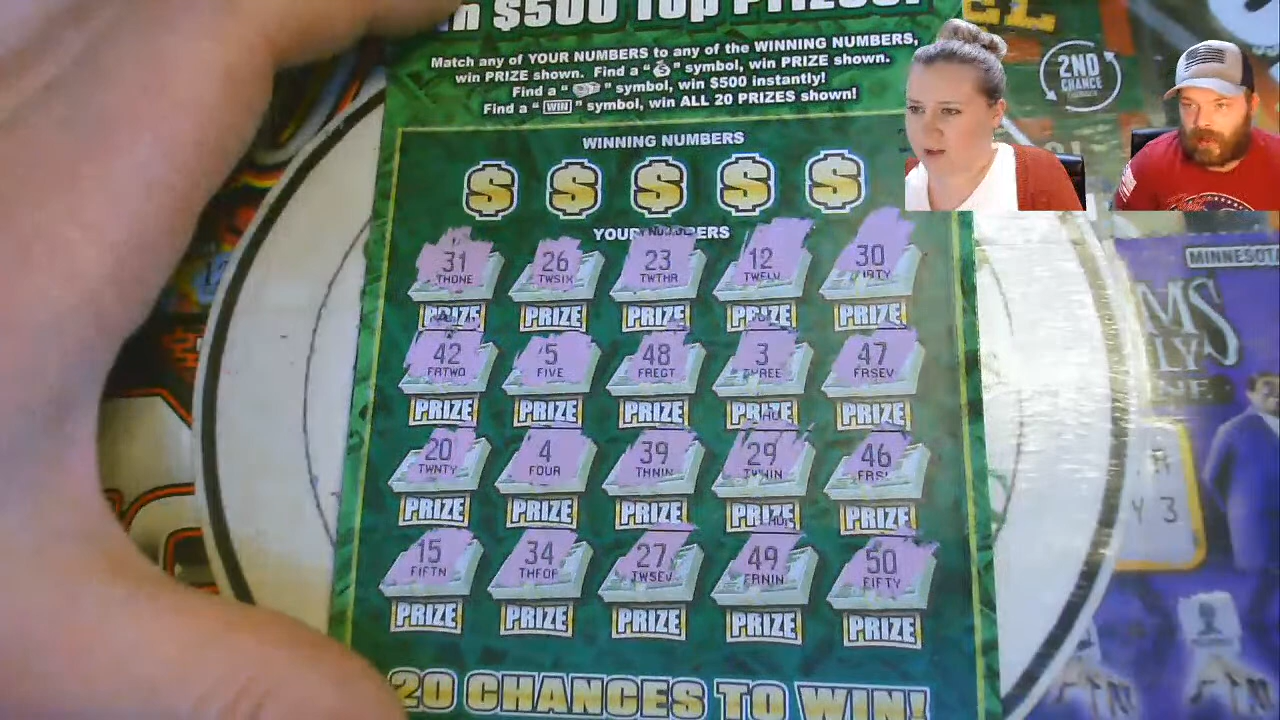 $500 Top Prizes!
Match any of YOUR NUMBERS to any of the WINNING NUMBERS,
win PRIZE shown. Find a " " symbol, win PRIZE shown.
Find a " " symbol, win $500 instantly!
Find a " WIN " symbol, win ALL 20 PRIZES shown!
2ND
CHANCE
WINNING NUMBERS
$ $ $ $ $
31 26 23 12 30
THONE TWSIX TWTHR TWELV
PRIZE PRIZE PRIZE PRIZE PRIZE
42 5 48 3 47
FRTWO FIVE FREGT THREE FRSEV
PRIZE PRIZE PRIZE PRIZE PRIZE
20 4 39 29 46
TWNTY FOUR THNIN
PRIZE PRIZE PRIZE PRIZE PRIZE
15 34 27 49 50
FIFTN TWSEV FRNIN FIFTY
PRIZE PRIZE PRIZE PRIZE PRIZE
20 CHANCES TO WIN!
MINNESOTA
Y 3